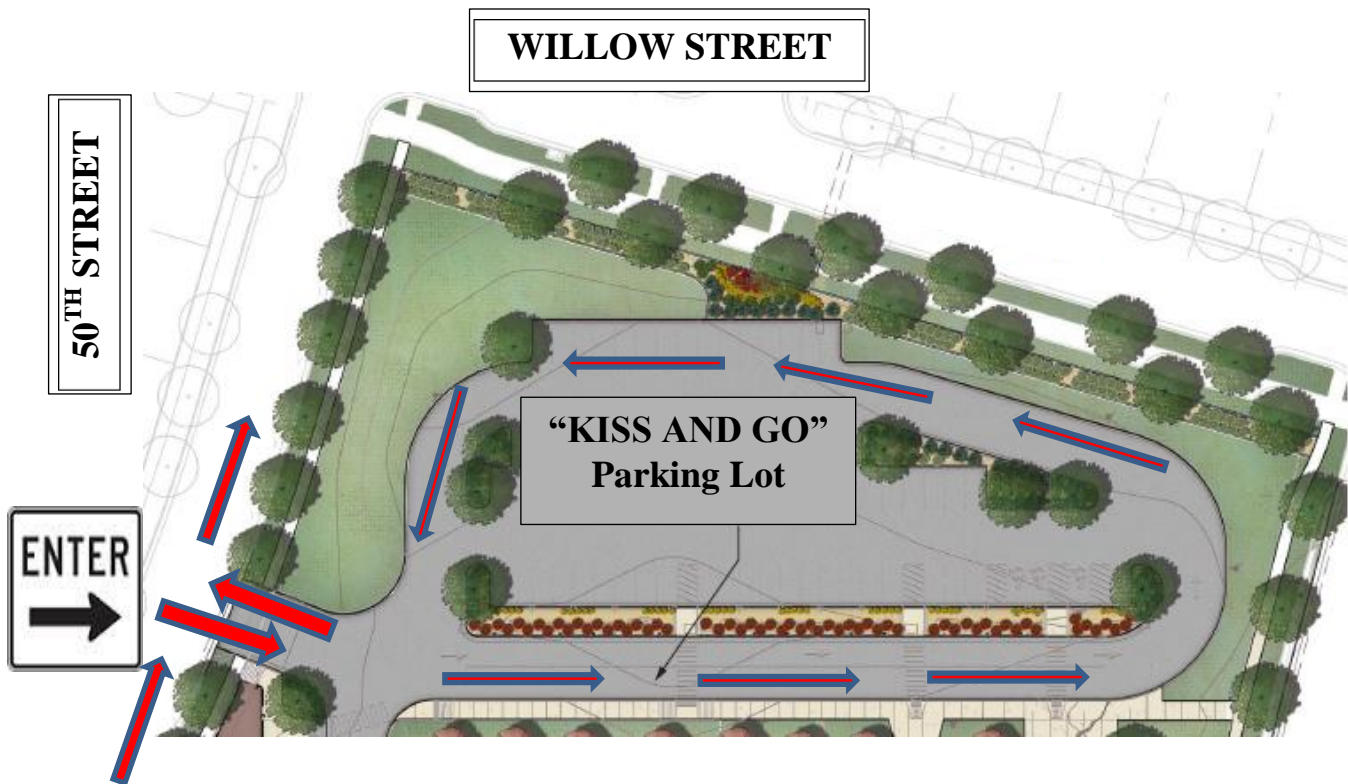 WILLOW STREET
50TH STREET
“KISS AND GO”
Parking Lot
ENTER